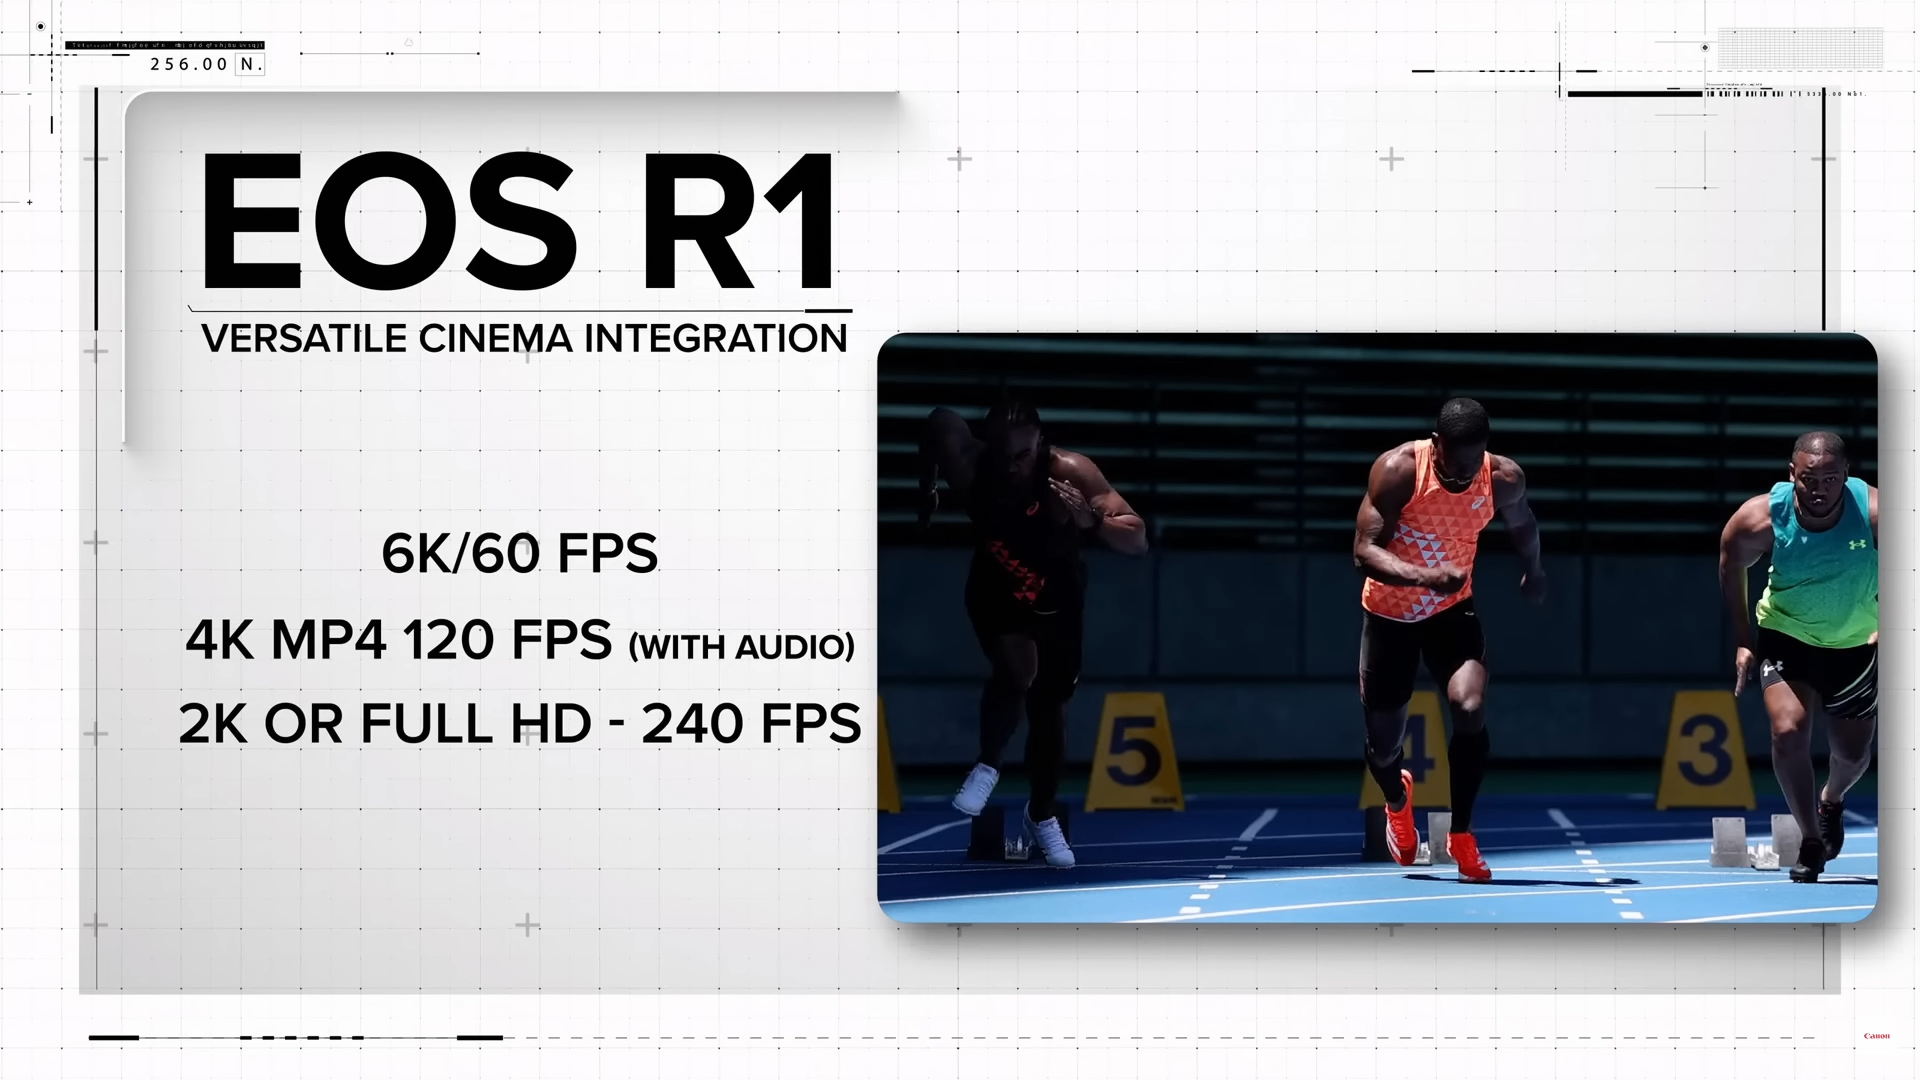 256.00 N.
EOS R1
VERSATILE CINEMA INTEGRATION
6K/60 FPS
4K MP4 120 FPS (WITH AUDIO)
2K OR FULL HD - 240 FPS
5
4
3
Canon